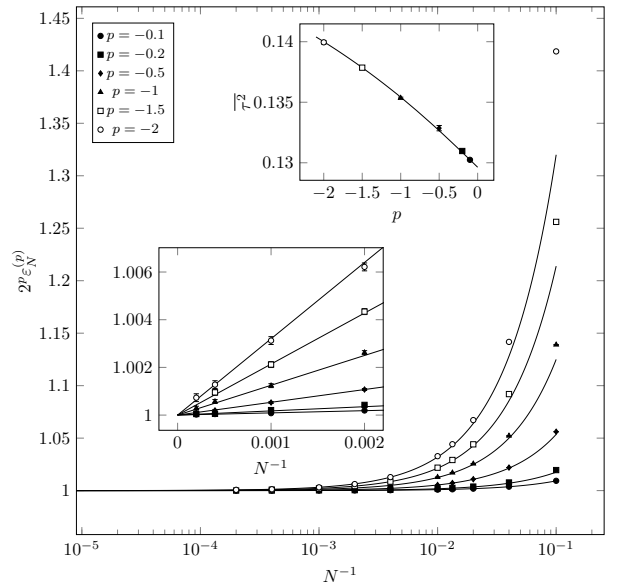 p = −0.1
p = −0.2
p = −0.5
p = −1
p = −1.5
p = −2
1.45
1.4
1.35
1.3
1.25
1.2
1.15
1.1
1.05
1
2^p ε_N^(p)
10^−5
10^−4
10^−3
10^−2
10^−1
N^−1
0.14
0.135
0.13
\overline{τ^2}
−2
−1.5
−1
−0.5
0
p
1.006
1.004
1.002
1
0
0.001
0.002
N^−1